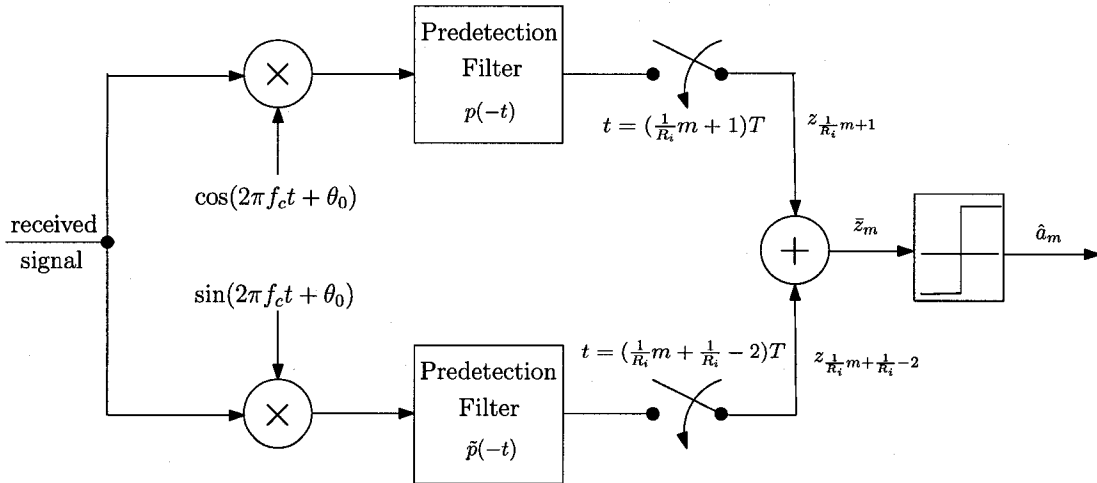 Predetection
Filter
p(−t)
t = (1/R_i m + 1)T
z_{1/R_i m+1}
cos(2πf_c t + θ_0)
received
signal
z̄_m
â_m
sin(2πf_c t + θ_0)
Predetection
Filter
p̃(−t)
t = (1/R_i m + 1/R_i − 2)T
z_{1/R_i m+1/R_i−2}